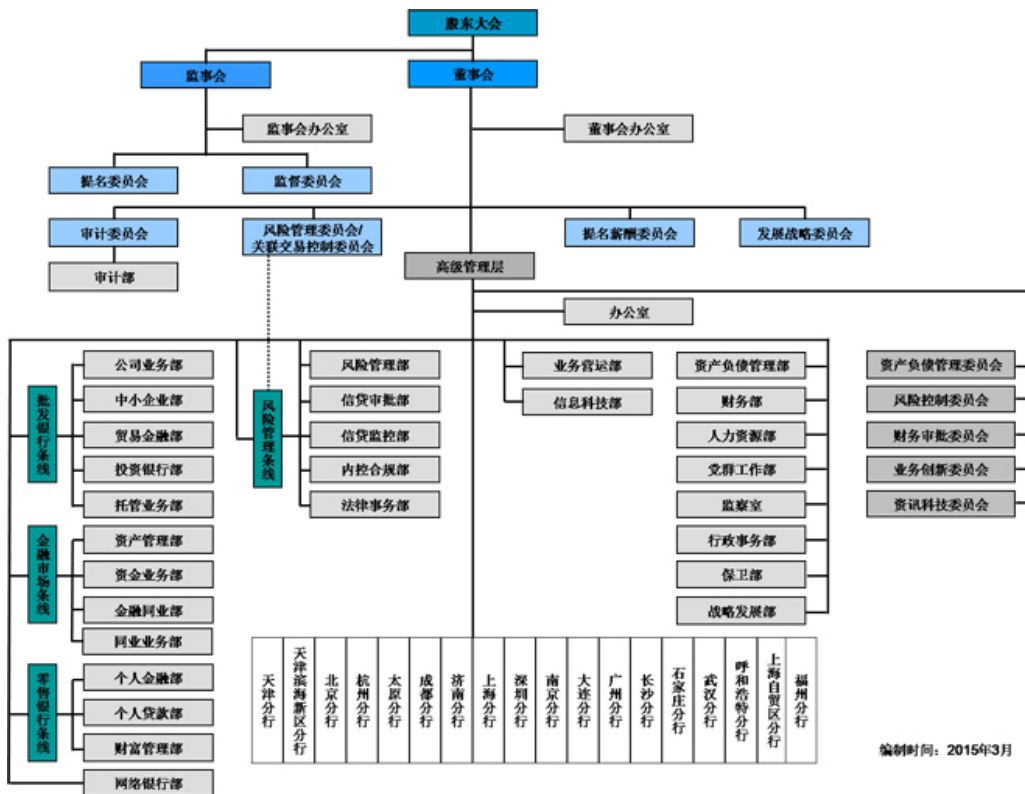 股东大会
监事会
董事会
监事会办公室
董事会办公室
提名委员会
监督委员会
审计委员会
风险管理委员会/
关联交易控制委员会
提名薪酬委员会
发展战略委员会
审计部
高级管理层
办公室
批发银行条线
公司业务部
中小企业部
贸易金融部
投资银行部
托管业务部
金融市场条线
资产管理部
资金业务部
金融同业部
同业业务部
零售银行条线
个人金融部
个人贷款部
财富管理部
网络银行部
风险管理条线
风险管理部
信贷审批部
信贷监控部
内控合规部
法律事务部
业务营运部
信息科技部
资产负债管理部
财务部
人力资源部
党群工作部
监察室
行政事务部
保卫部
战略发展部
资产负债管理委员会
风险控制委员会
财务审批委员会
业务创新委员会
资讯科技委员会
天津分行
天津滨海新区分行
北京分行
杭州分行
太原分行
成都分行
济南分行
上海分行
深圳分行
南京分行
大连分行
广州分行
长沙分行
石家庄分行
武汉分行
呼和浩特分行
上海自贸区分行
福州分行
编制时间：2015年3月